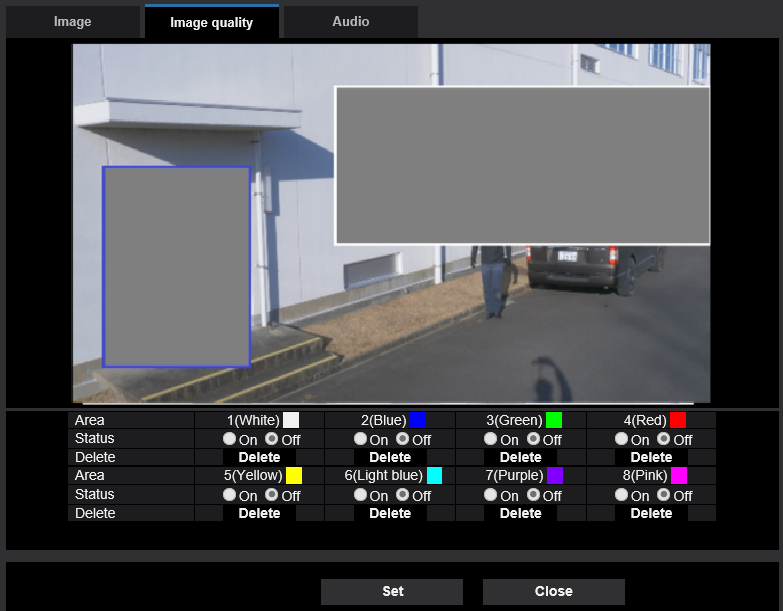 Image Image quality Audio
Area 1(White) 2(Blue) 3(Green) 4(Red)
Status On Off On Off On Off On Off
Delete Delete Delete Delete Delete
Area 5(Yellow) 6(Light blue) 7(Purple) 8(Pink)
Status On Off On Off On Off On Off
Delete Delete Delete Delete Delete
Set Close